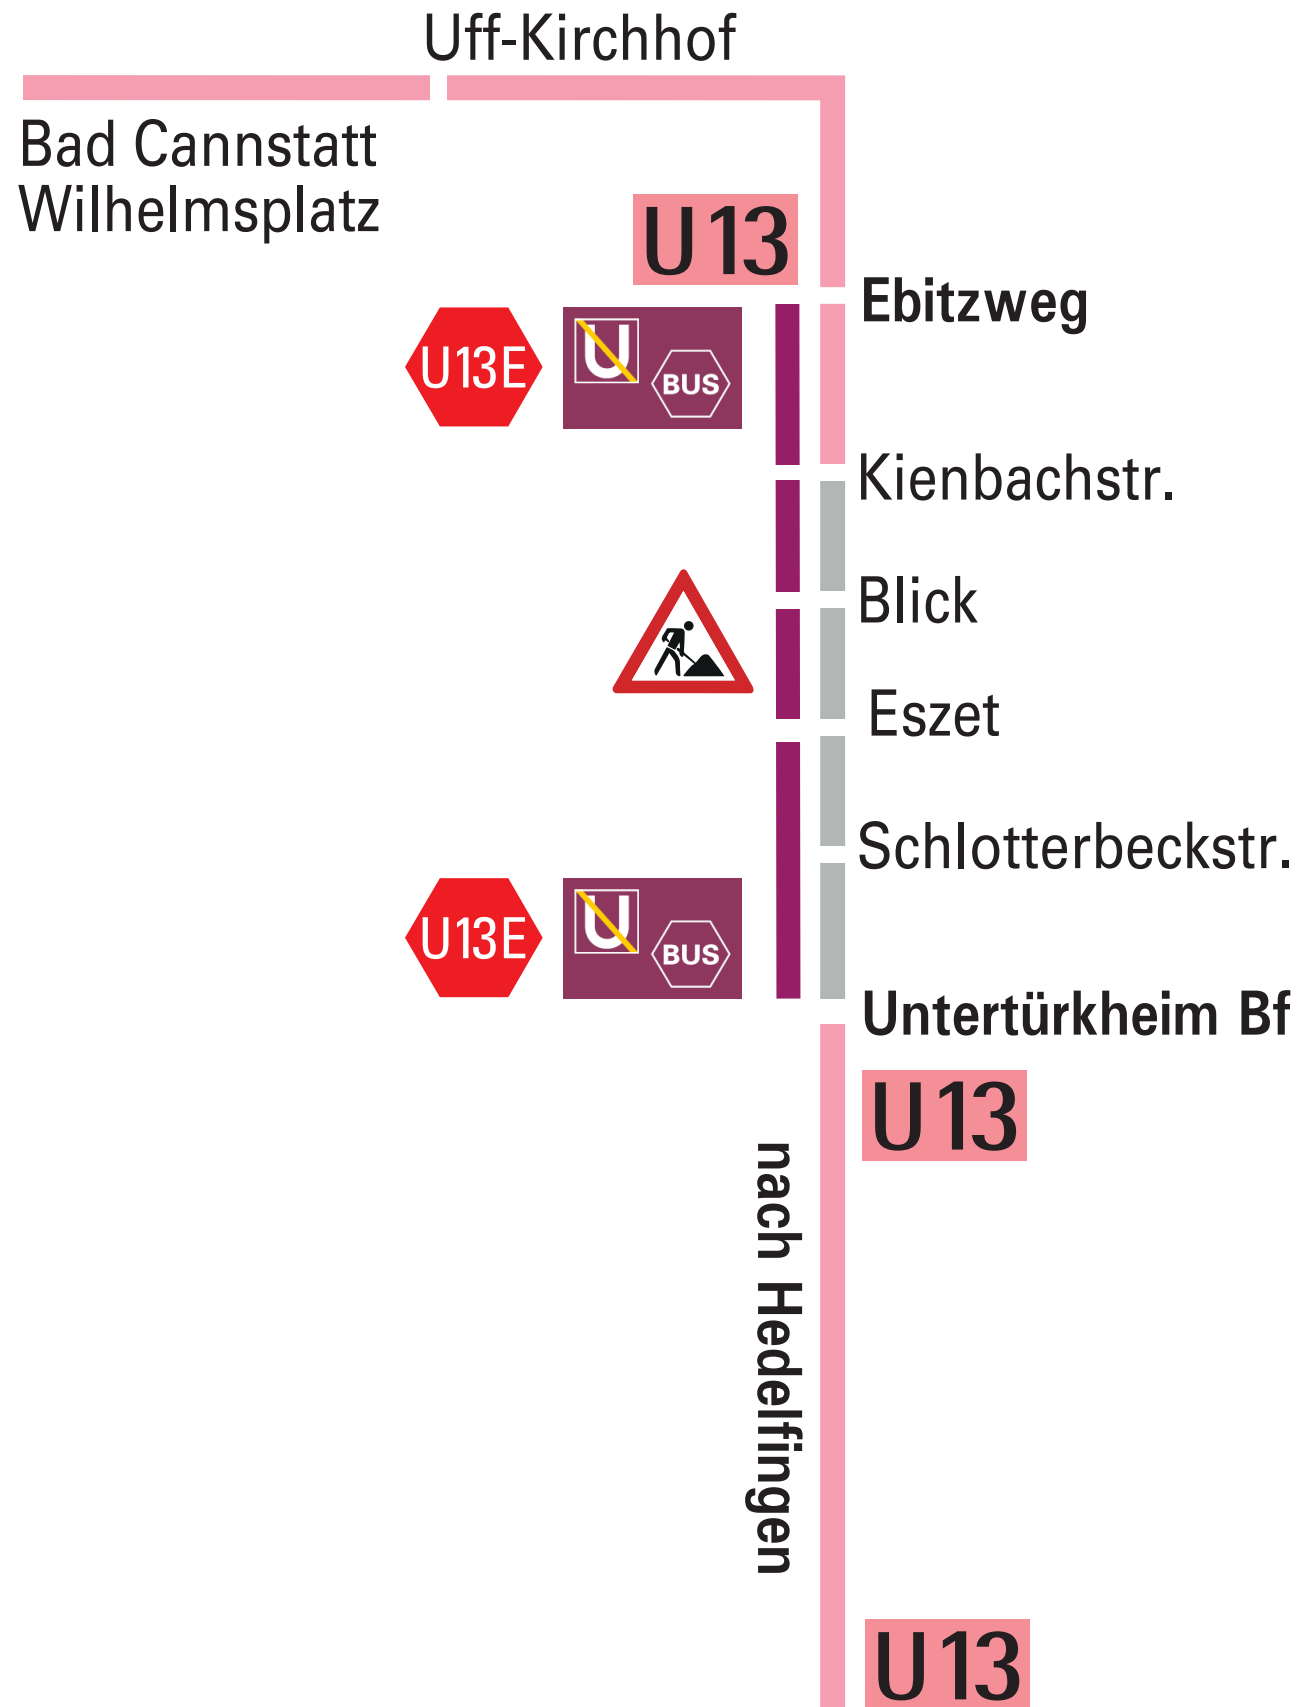 Uff-Kirchhof
Bad Cannstatt
Wilhelmsplatz
U13
Ebitzweg
U13E
U
BUS
Kienbachstr.
Blick
Eszet
Schlotterbeckstr.
U13E
U
BUS
Untertürkheim Bf
U13
nach Hedelfingen
U13